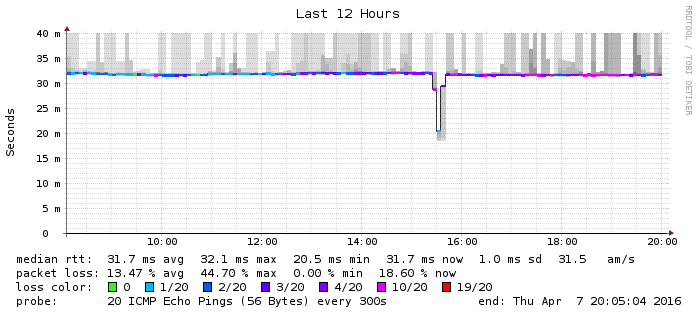 Last 12 Hours
RRDTOOL / TOBI OETIKER
Seconds
40 m
35 m
30 m
25 m
20 m
15 m
10 m
5 m
0
10:00 12:00 14:00 16:00 18:00 20:00
median rtt: 31.7 ms avg 32.1 ms max 20.5 ms min 31.7 ms now 1.0 ms sd 31.5 am/s
packet loss: 13.47 % avg 44.70 % max 0.00 % min 18.60 % now
loss color: 0 1/20 2/20 3/20 4/20 10/20 19/20
probe: 20 ICMP Echo Pings (56 Bytes) every 300s end: Thu Apr 7 20:05:04 2016